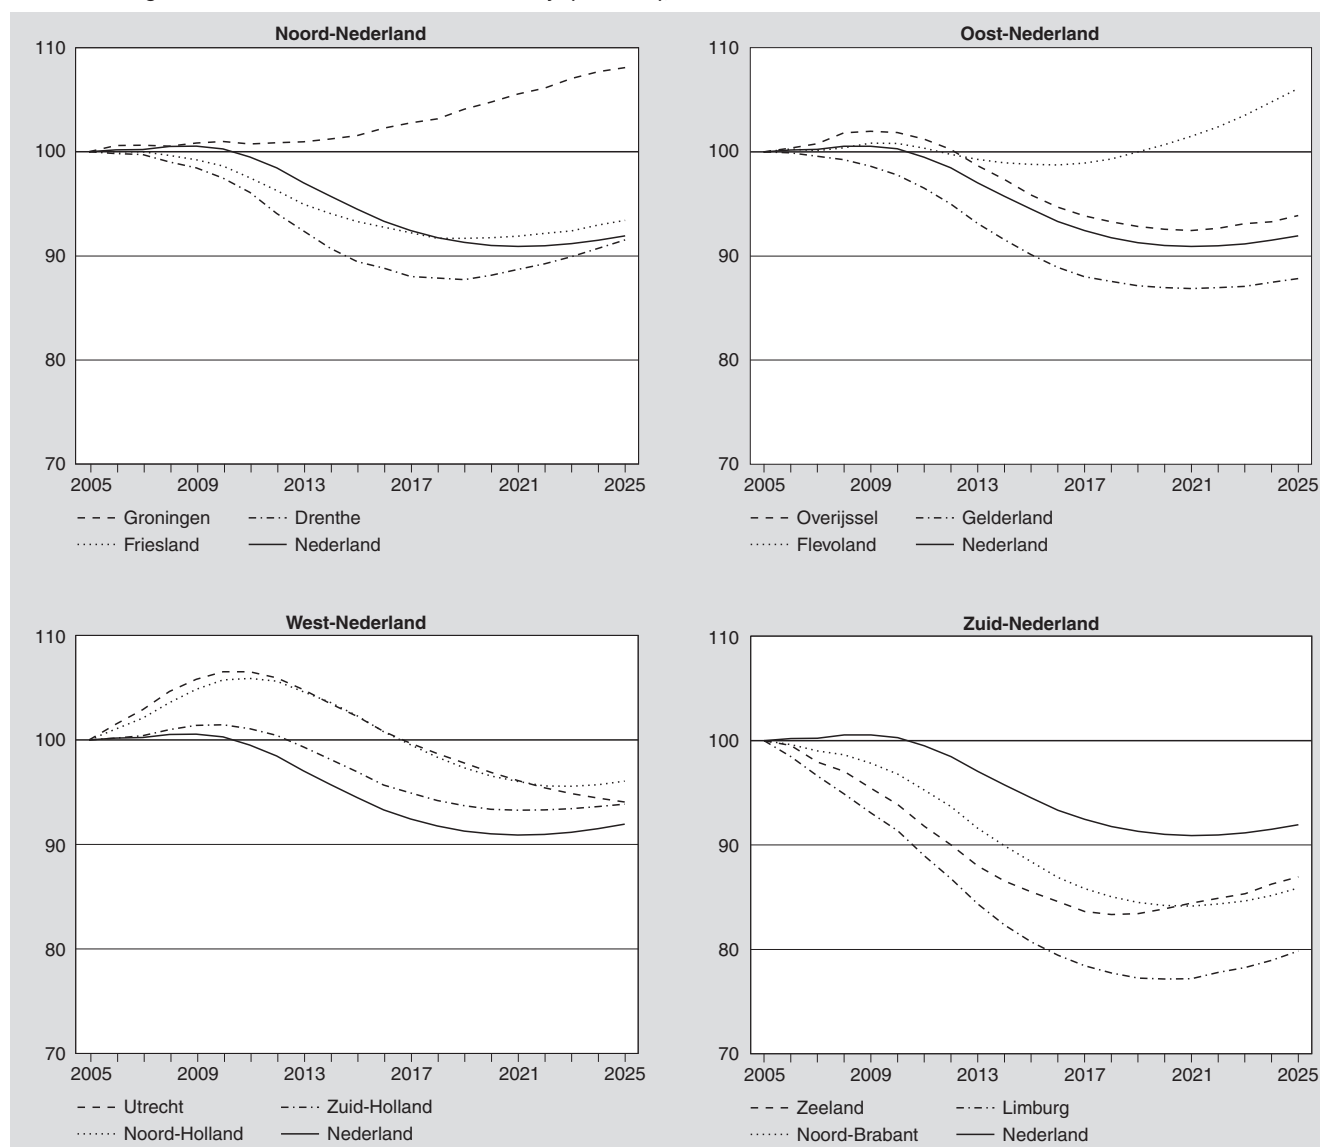 Noord-Nederland
110
100
90
80
70
2005 2009 2013 2017 2021 2025
Groningen Drenthe
Friesland Nederland
Oost-Nederland
110
100
90
80
70
2005 2009 2013 2017 2021 2025
Overijssel Gelderland
Flevoland Nederland
West-Nederland
110
100
90
80
70
2005 2009 2013 2017 2021 2025
Utrecht Zuid-Holland
Noord-Holland Nederland
Zuid-Nederland
110
100
90
80
70
2005 2009 2013 2017 2021 2025
Zeeland Limburg
Noord-Brabant Nederland